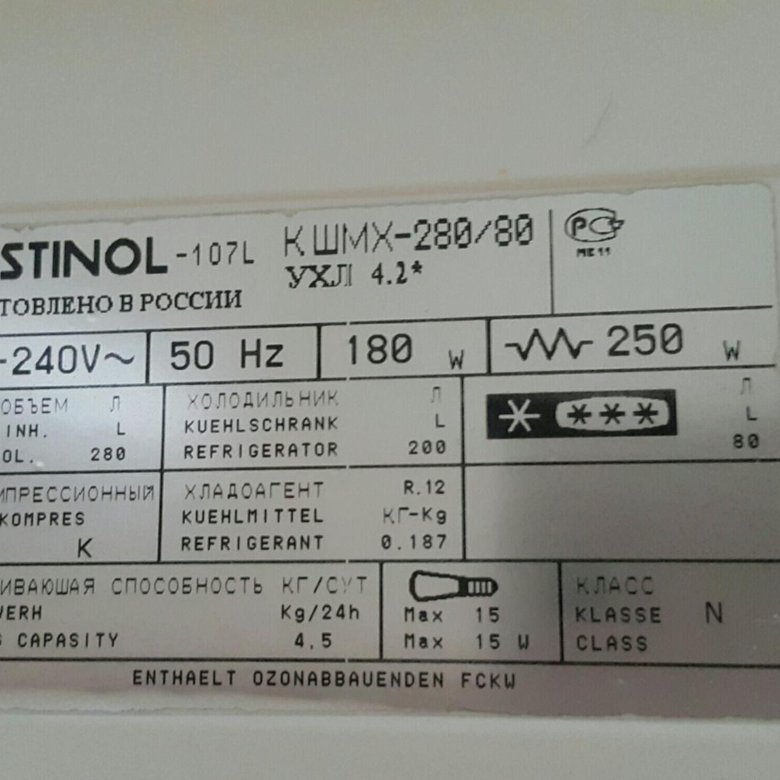 STINOL -107L КШМХ-280/80
УХЛ 4.2*
ТОВЛЕНО В РОССИИ
РС
МЕ11
-240V~ 50 Hz 180 W 250 W
ОБЪЕМ Л ХОЛОДИЛЬНИК Л Л
INH. L KUEHLSCHRANK L L
OL. 280 REFRIGERATOR 200 80
МПРЕССИОННЫЙ ХЛАДОАГЕНТ R.12
KOMPRES KUEHLMITTEL КГ-Kg
K REFRIGERANT 0.187
ИВАЮЩАЯ СПОСОБНОСТЬ КГ/СУТ КЛАСС
VERH Kg/24h Max 15 KLASSE N
G CAPASITY 4,5 Max 15 W CLASS
ENTHAELT OZONABBAUENDEN FCKW